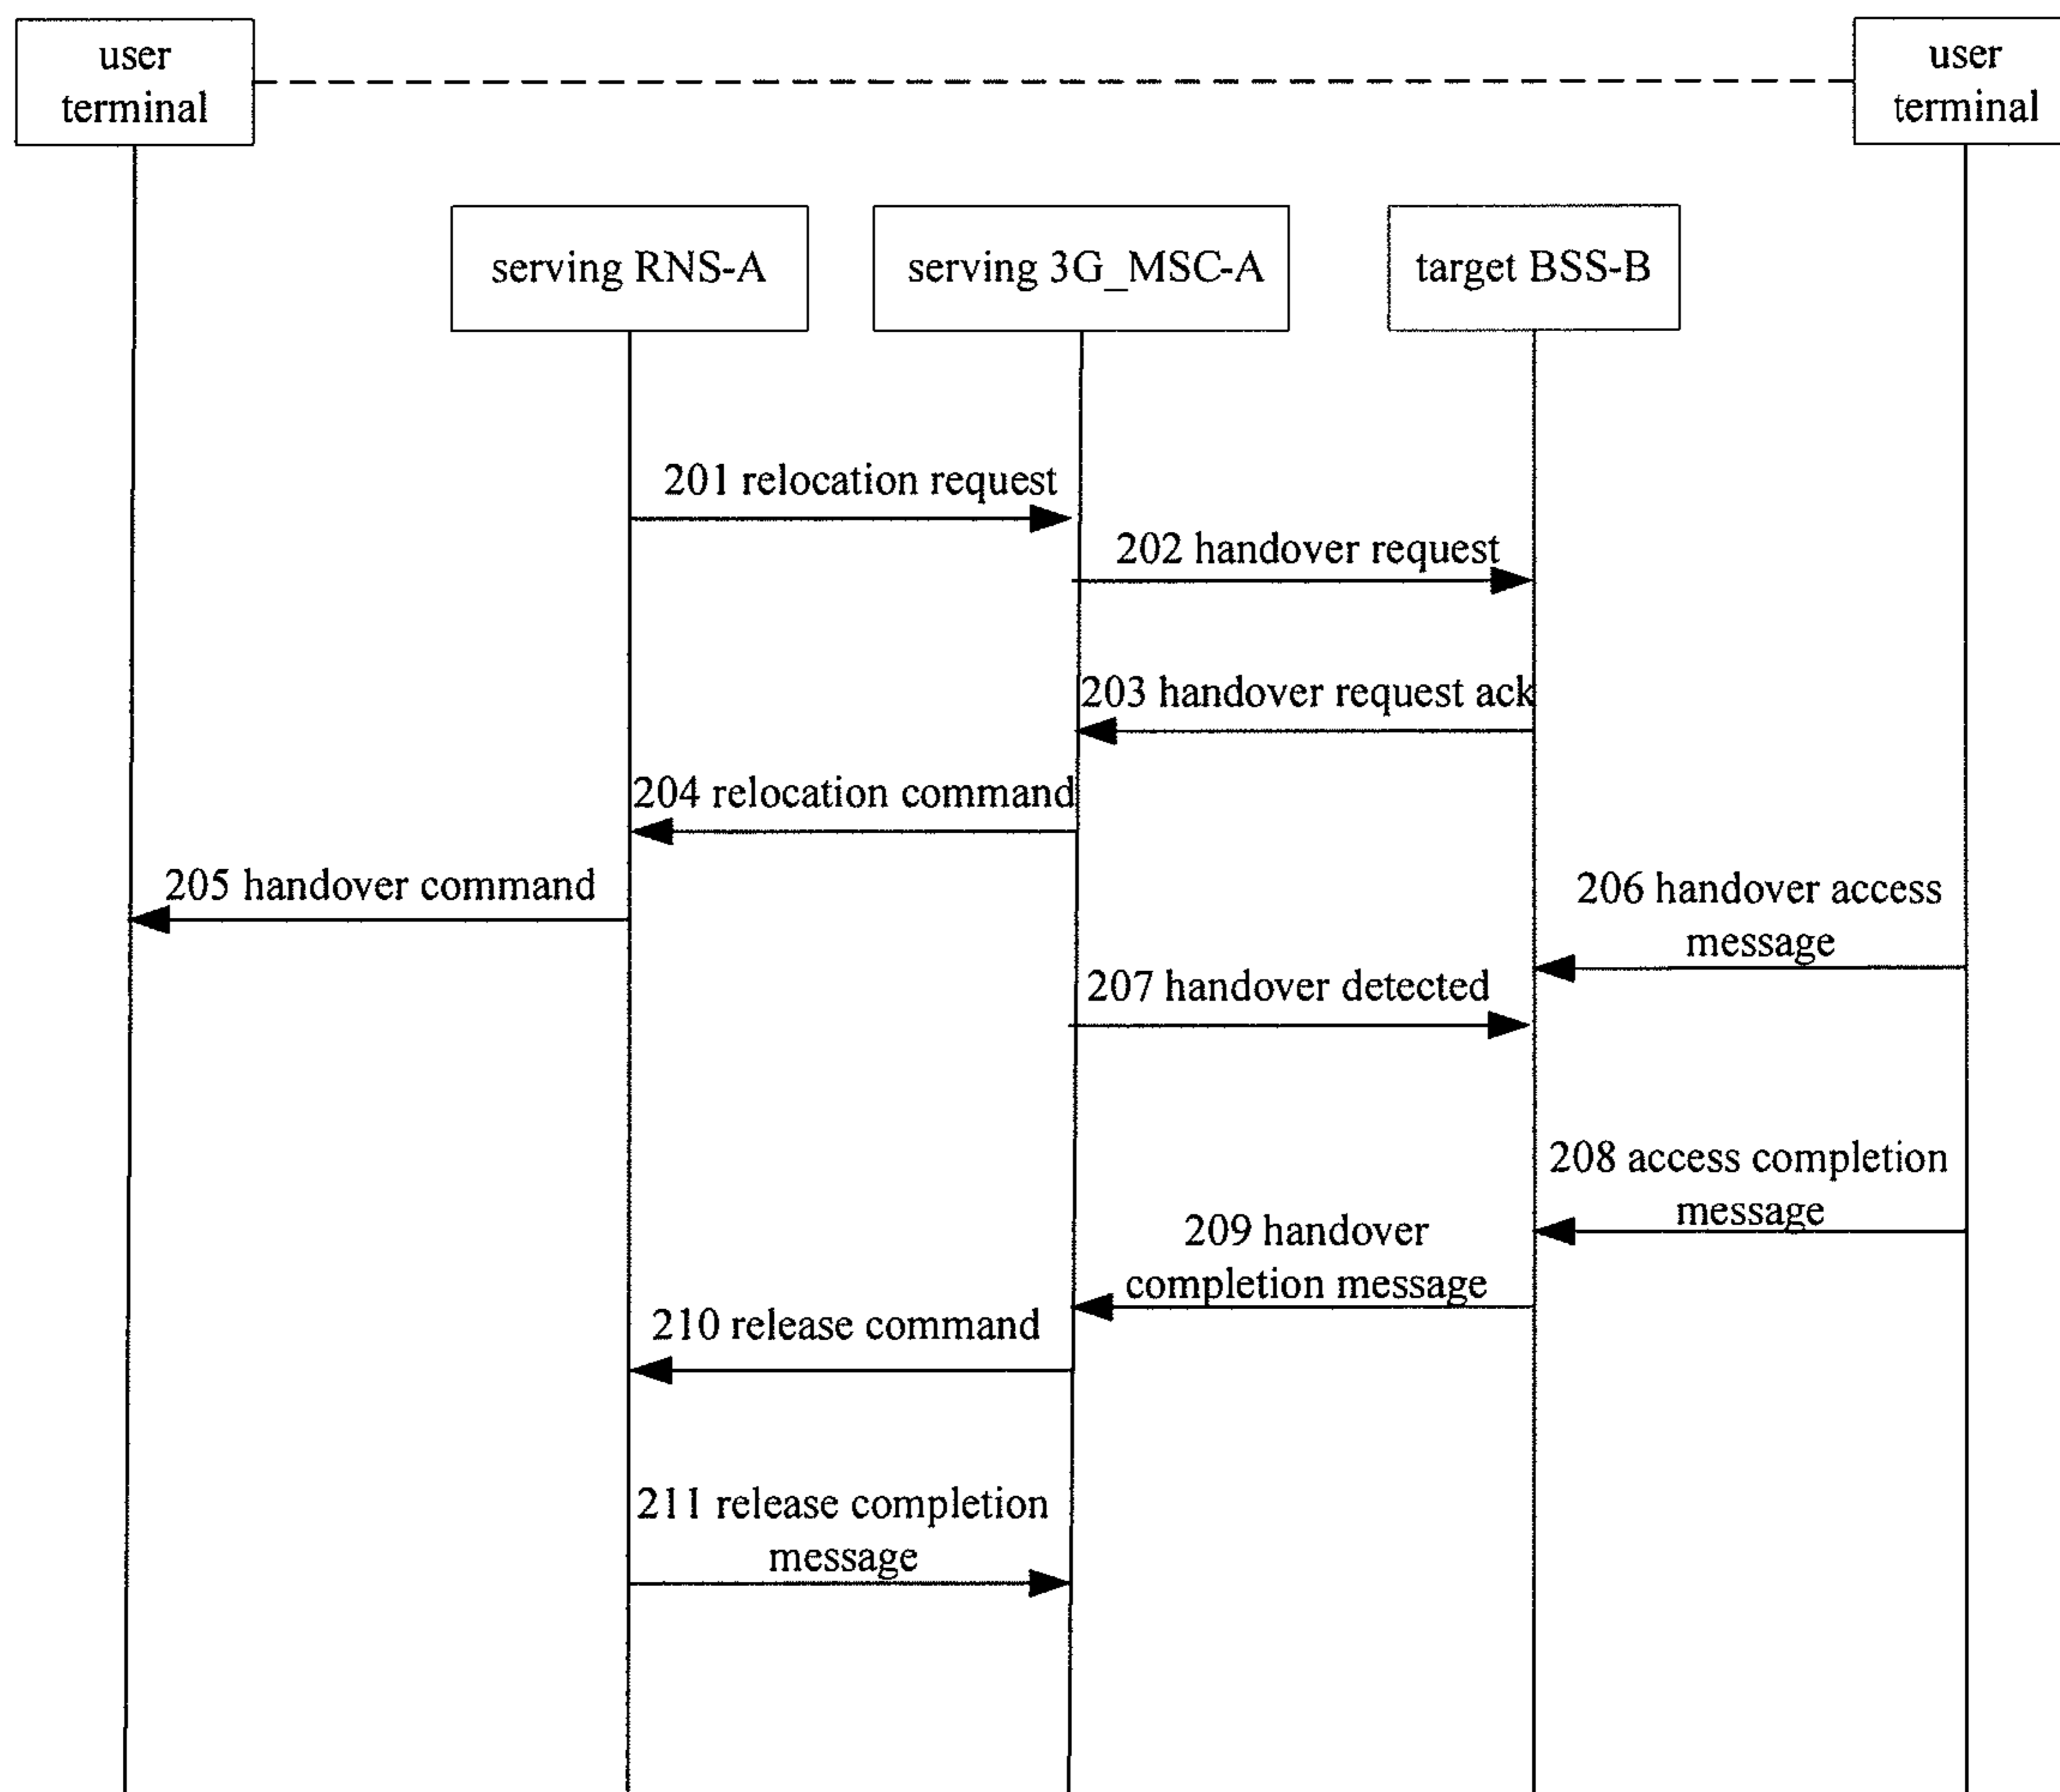 user
terminal
user
terminal
serving RNS-A
serving 3G_MSC-A
target BSS-B
201 relocation request
202 handover request
203 handover request ack
204 relocation command
205 handover command
206 handover access
message
207 handover detected
208 access completion
message
209 handover
completion message
210 release command
211 release completion
message